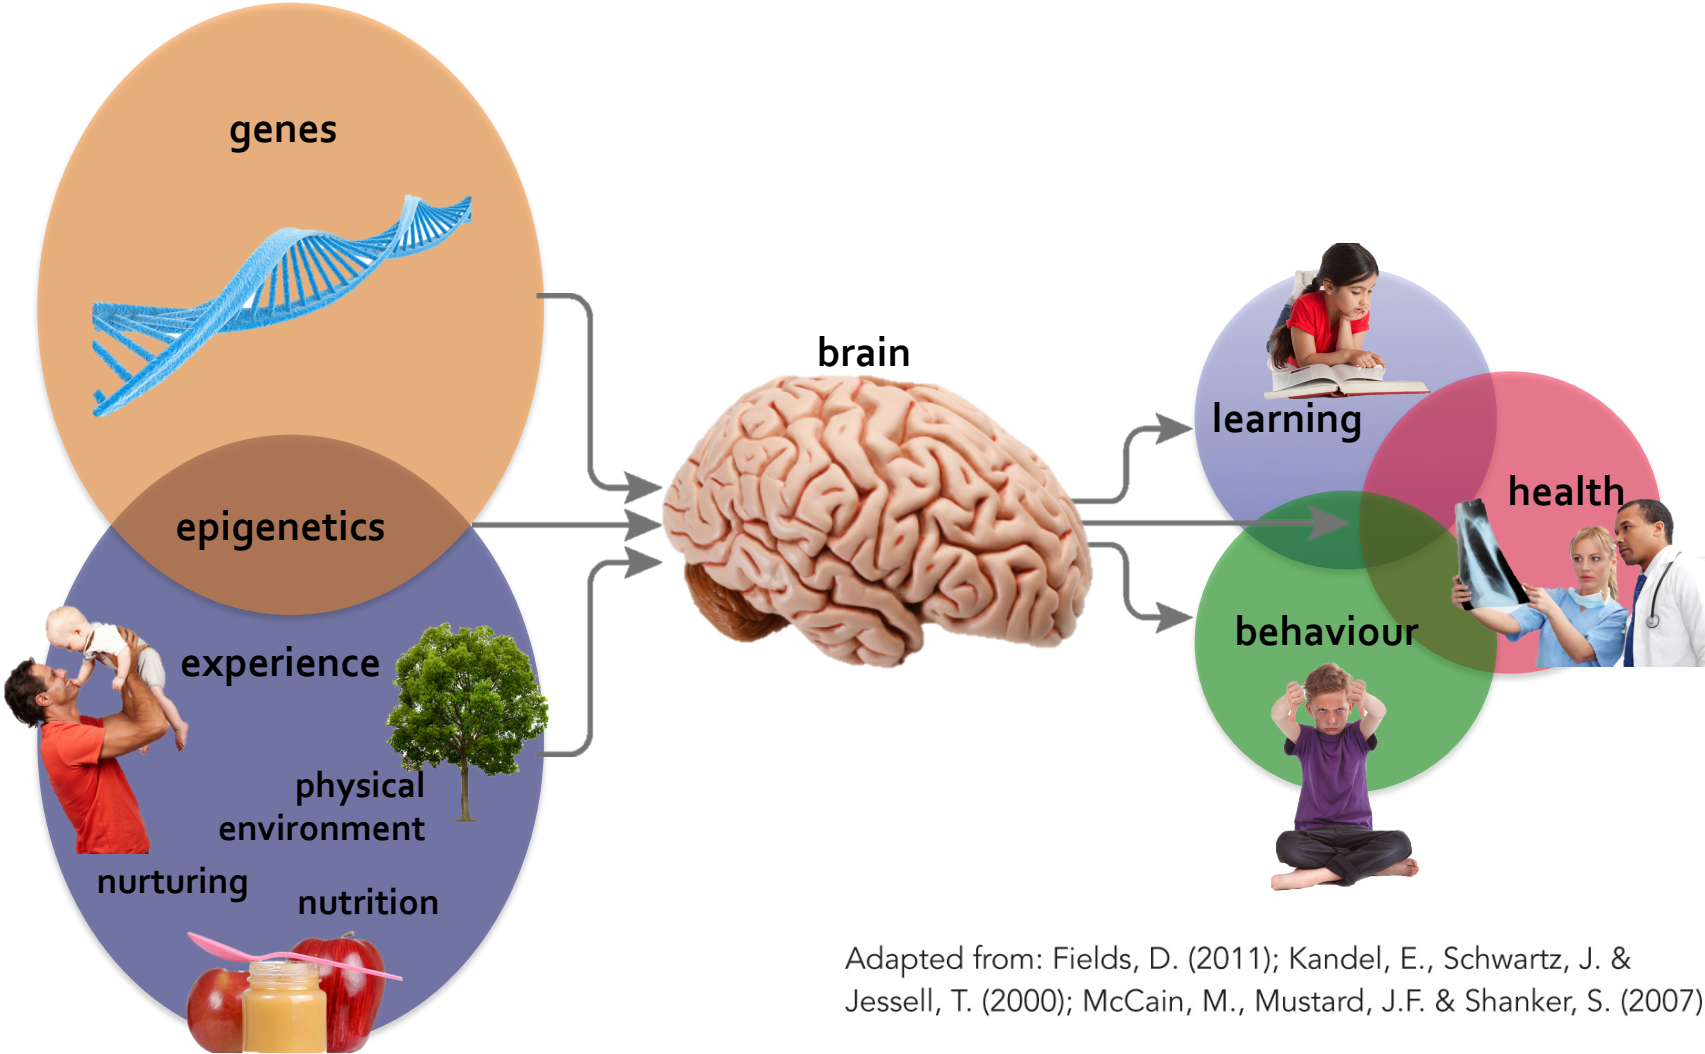 genes
epigenetics
experience
physical
environment
nurturing
nutrition
brain
learning
health
behaviour
Adapted from: Fields, D. (2011); Kandel, E., Schwartz, J. &
Jessell, T. (2000); McCain, M., Mustard, J.F. & Shanker, S. (2007)